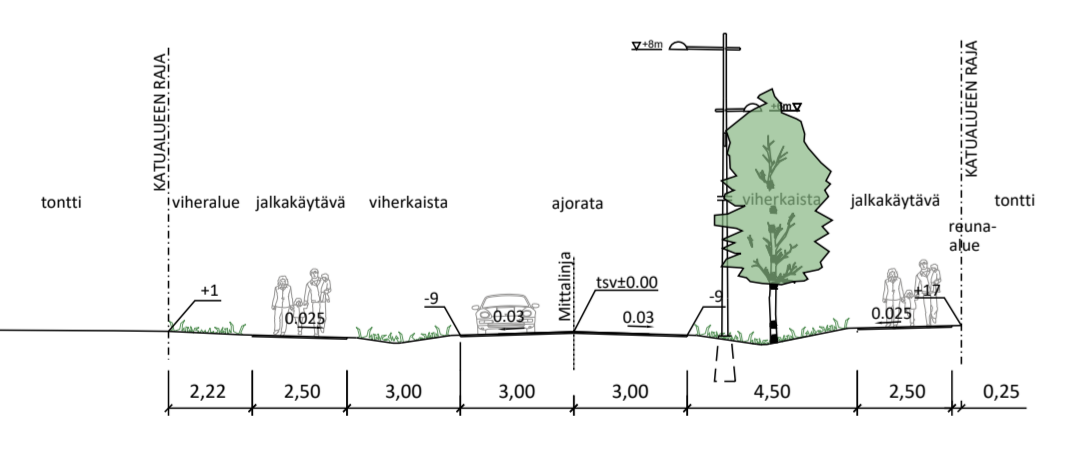 KATUALUEEN RAJA
KATUALUEEN RAJA
+8m
tontti
viheralue
jalkakäytävä
viherkaista
ajorata
viherkaista
jalkakäytävä
tontti
reuna-
alue
Mittalinja
+1
-9
tsv±0.00
-9
+17
0.025
0.03
0.03
0.025
2,22
2,50
3,00
3,00
3,00
4,50
2,50
0,25